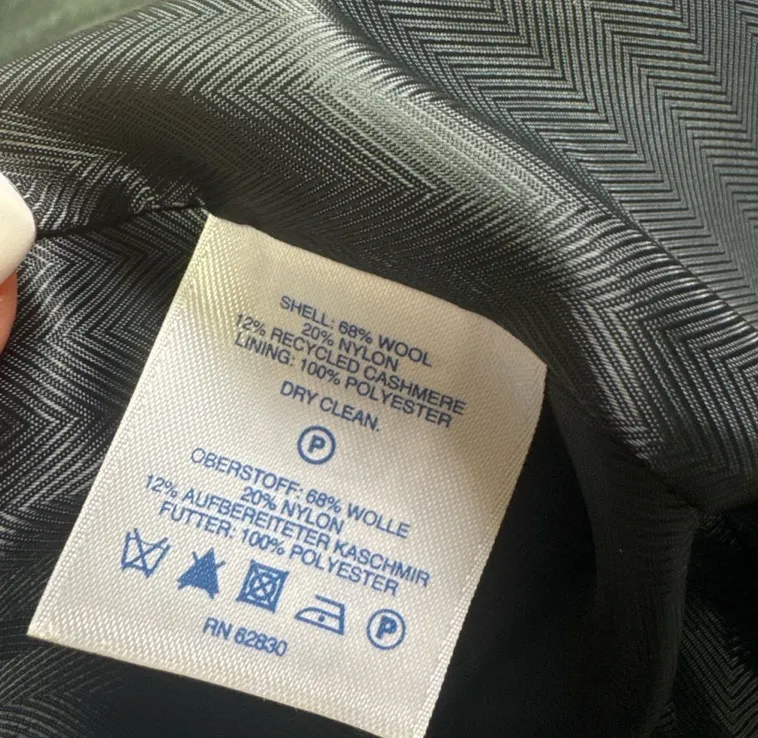 SHELL: 68% WOOL
20% NYLON
12% RECYCLED CASHMERE
LINING: 100% POLYESTER
DRY CLEAN.
P
OBERSTOFF: 68% WOLLE
20% NYLON
12% AUFBEREITETER KASCHMIR
FUTTER: 100% POLYESTER
P
RN 62830